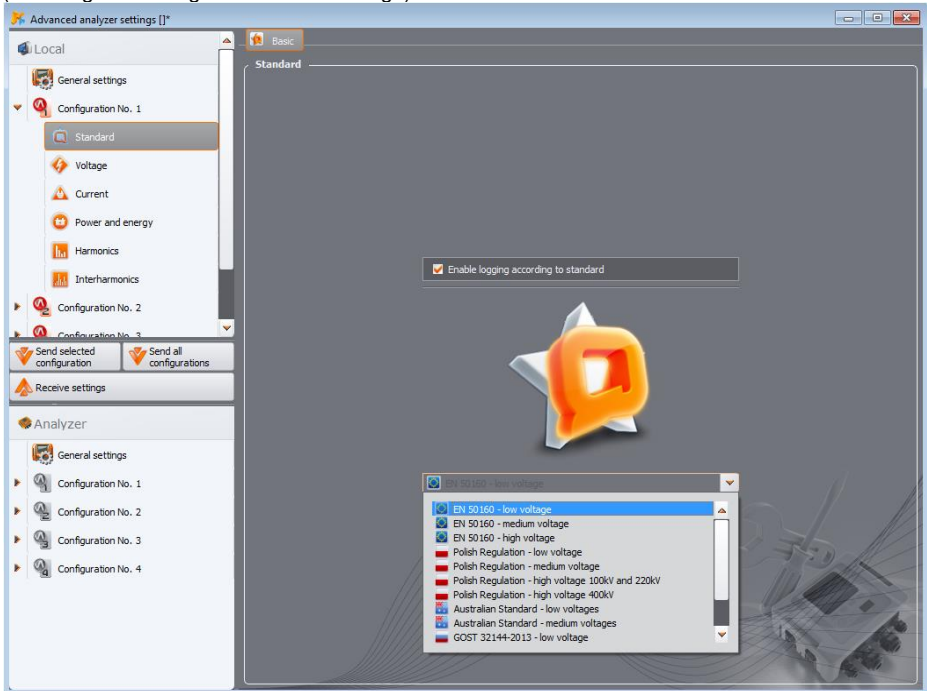 Advanced analyzer settings []*
Local
General settings
Configuration No. 1
Standard
Voltage
Current
Power and energy
Harmonics
Interharmonics
Configuration No. 2
Configuration No. 3
Send selected configuration
Send all configurations
Receive settings
Analyzer
General settings
Configuration No. 1
Configuration No. 2
Configuration No. 3
Configuration No. 4
Basic
Standard
Enable logging according to standard
EN 50160 - low voltage
EN 50160 - low voltage
EN 50160 - medium voltage
EN 50160 - high voltage
Polish Regulation - low voltage
Polish Regulation - medium voltage
Polish Regulation - high voltage 100kV and 220kV
Polish Regulation - high voltage 400kV
Australian Standard - low voltages
Australian Standard - medium voltages
GOST 32144-2013 - low voltage